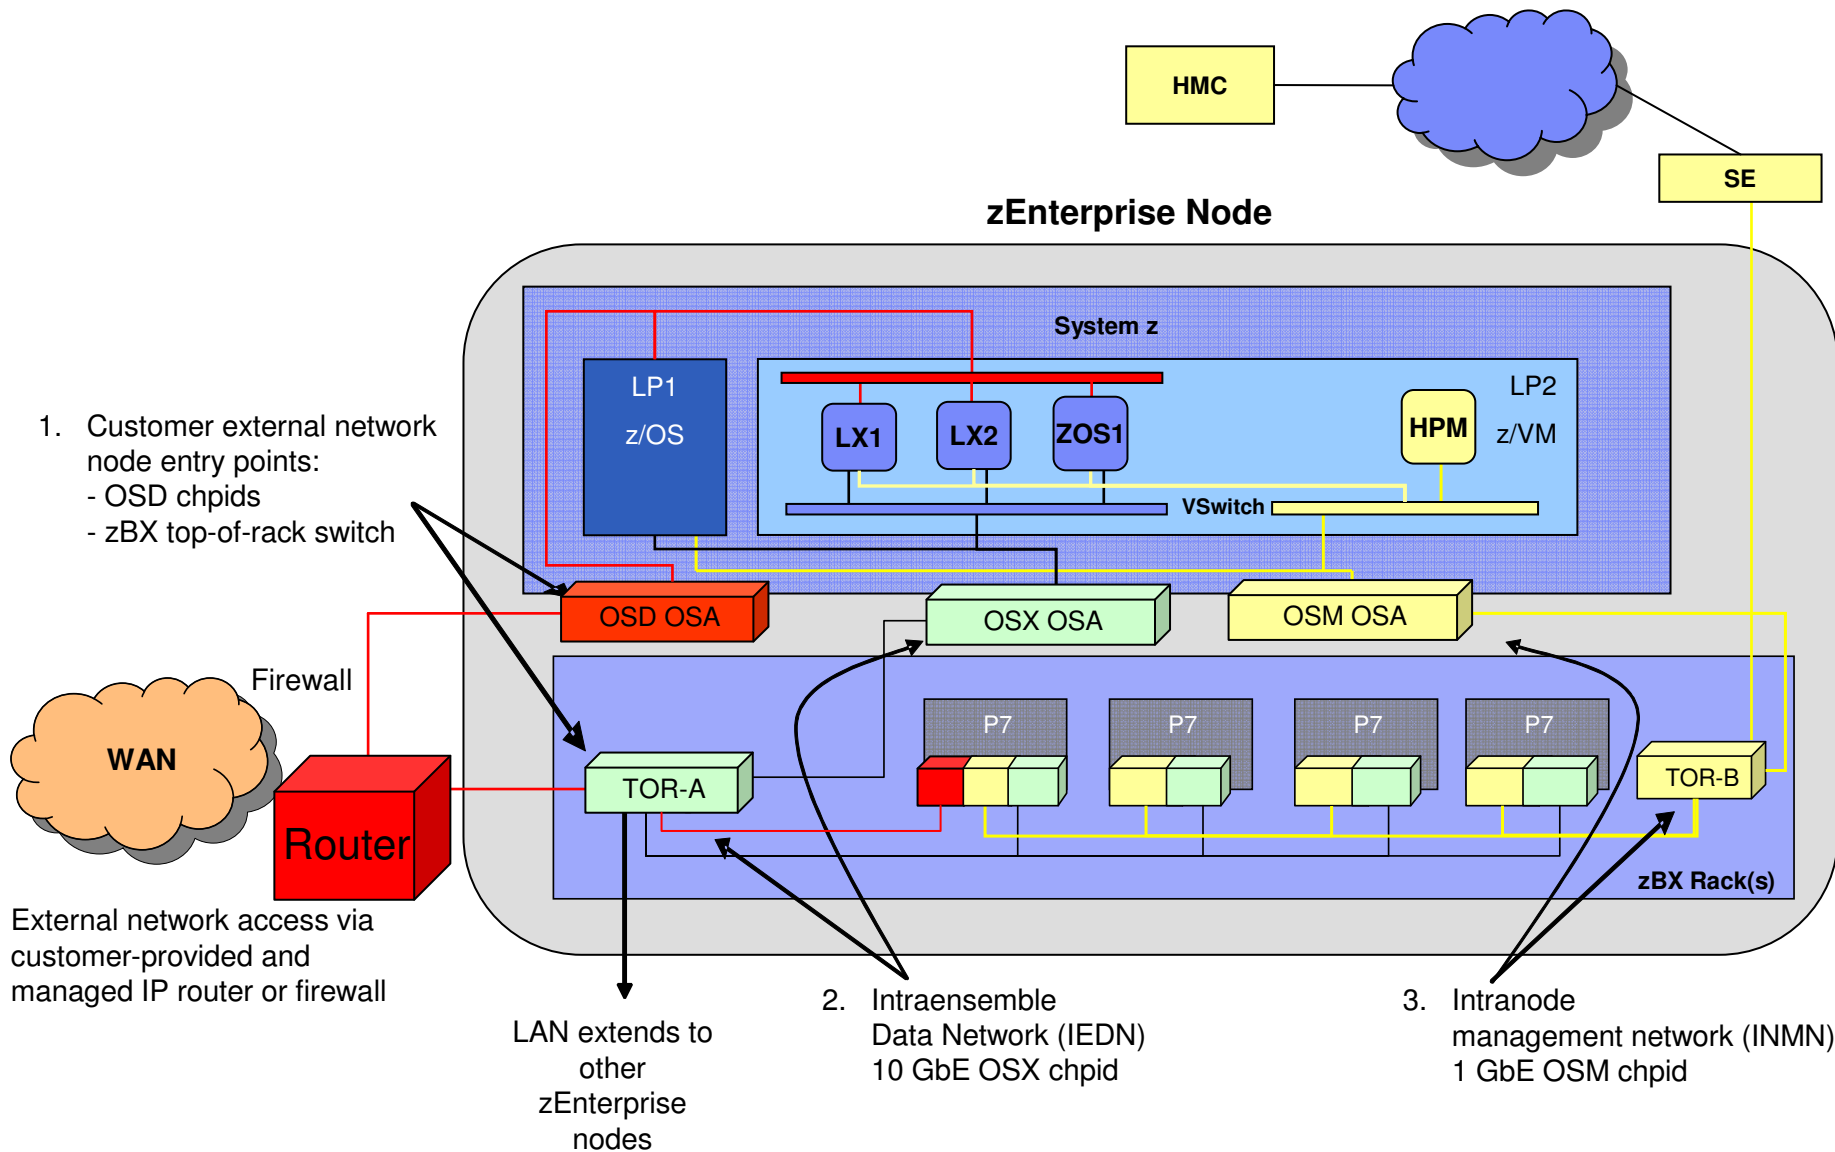 HMC
SE
zEnterprise Node
System z
LP1
z/OS
LP2
z/VM
LX1
LX2
ZOS1
HPM
VSwitch
1. Customer external network
node entry points:
- OSD chpids
- zBX top-of-rack switch
OSD OSA
OSX OSA
OSM OSA
Firewall
WAN
Router
TOR-A
P7
P7
P7
P7
TOR-B
zBX Rack(s)
External network access via
customer-provided and
managed IP router or firewall
LAN extends to
other
zEnterprise
nodes
2. Intraensemble
Data Network (IEDN)
10 GbE OSX chpid
3. Intranode
management network (INMN)
1 GbE OSM chpid